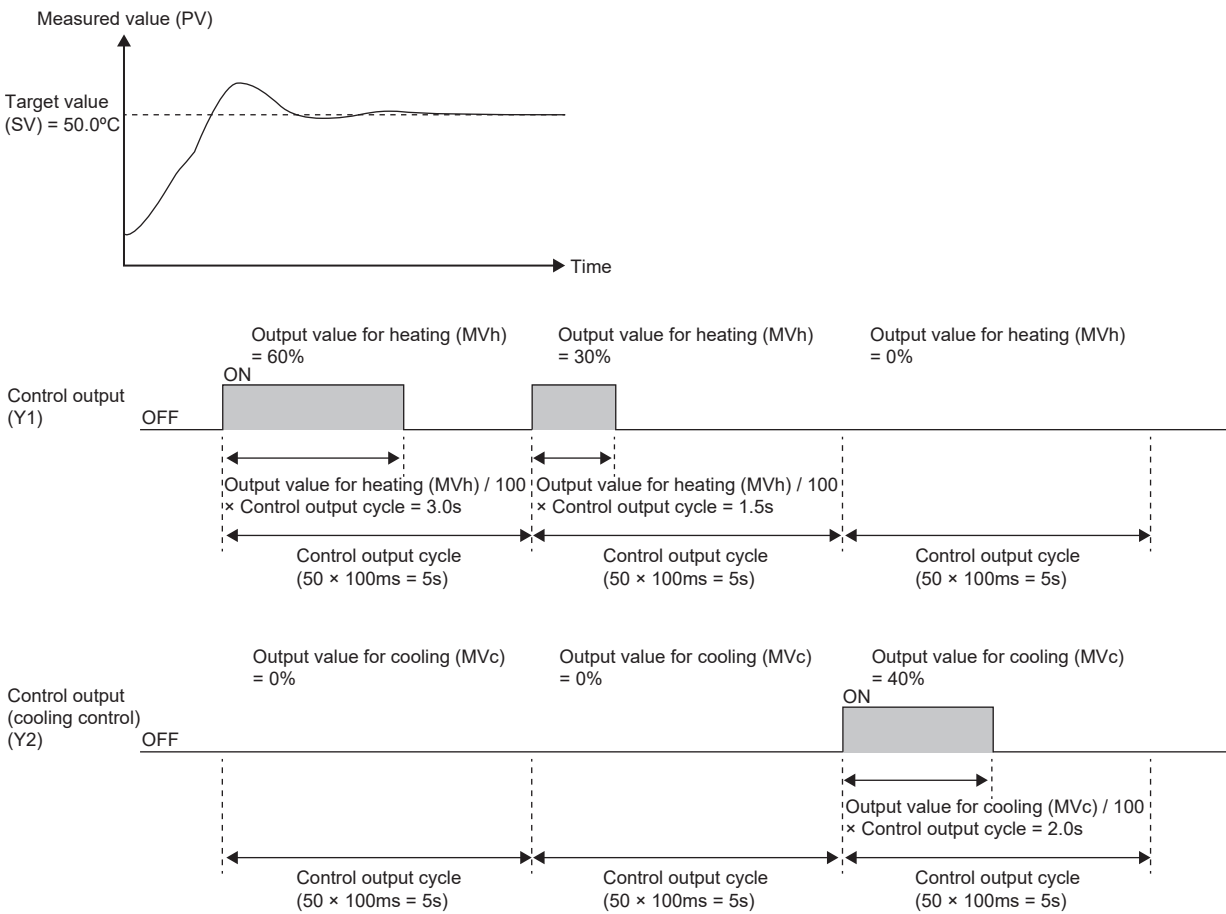 Measured value (PV)
Target value
(SV) = 50.0ºC
Time
Output value for heating (MVh)
= 60%
Output value for heating (MVh)
= 30%
Output value for heating (MVh)
= 0%
ON
Control output
(Y1)
OFF
Output value for heating (MVh) / 100
× Control output cycle = 3.0s
Output value for heating (MVh) / 100
× Control output cycle = 1.5s
Control output cycle
(50 × 100ms = 5s)
Control output cycle
(50 × 100ms = 5s)
Control output cycle
(50 × 100ms = 5s)
Output value for cooling (MVc)
= 0%
Output value for cooling (MVc)
= 0%
Output value for cooling (MVc)
= 40%
ON
Control output
(cooling control)
(Y2)
OFF
Output value for cooling (MVc) / 100
× Control output cycle = 2.0s
Control output cycle
(50 × 100ms = 5s)
Control output cycle
(50 × 100ms = 5s)
Control output cycle
(50 × 100ms = 5s)